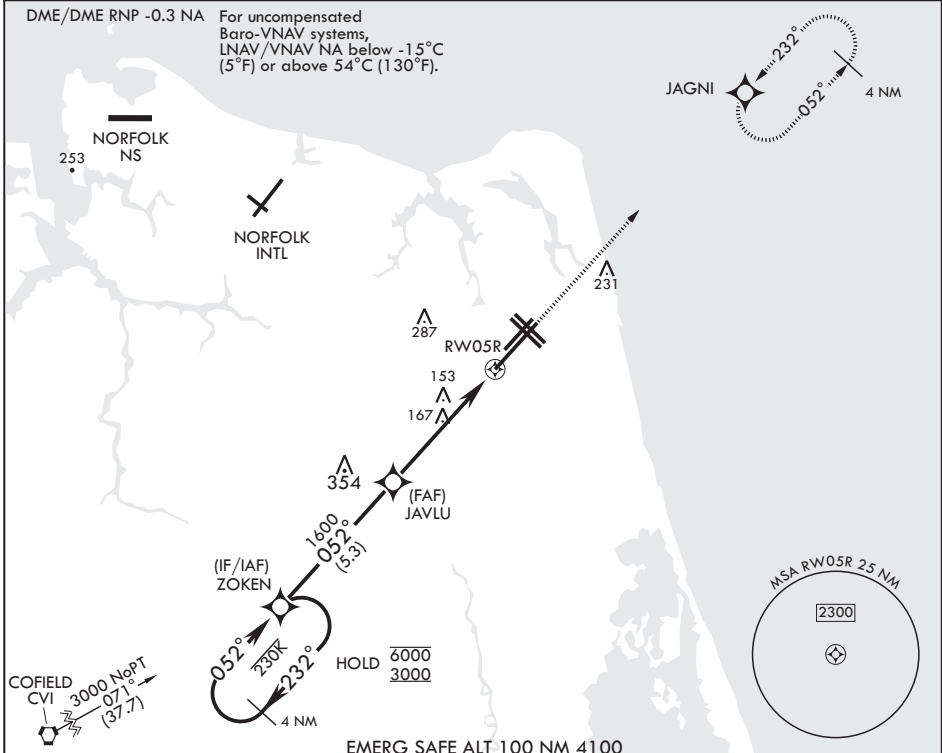 DME/DME RNP -0.3 NA
For uncompensated
Baro-VNAV systems,
LNAV/VNAV NA below -15°C
(5°F) or above 54°C (130°F).
232°
JAGNI
052°
4 NM
NORFOLK
NS
253
NORFOLK
INTL
231
287
RW05R
153
167
354
(FAF)
JAVLU
1600
052°
(5.3)
(IF/IAF)
ZOKEN
052°
230K
232°
4 NM
HOLD
6000
3000
COFIELD
CVI
3000 NoPT
071°
(37.7)
MSA RW05R 25 NM
2300
EMERG SAFE ALT 100 NM 4100